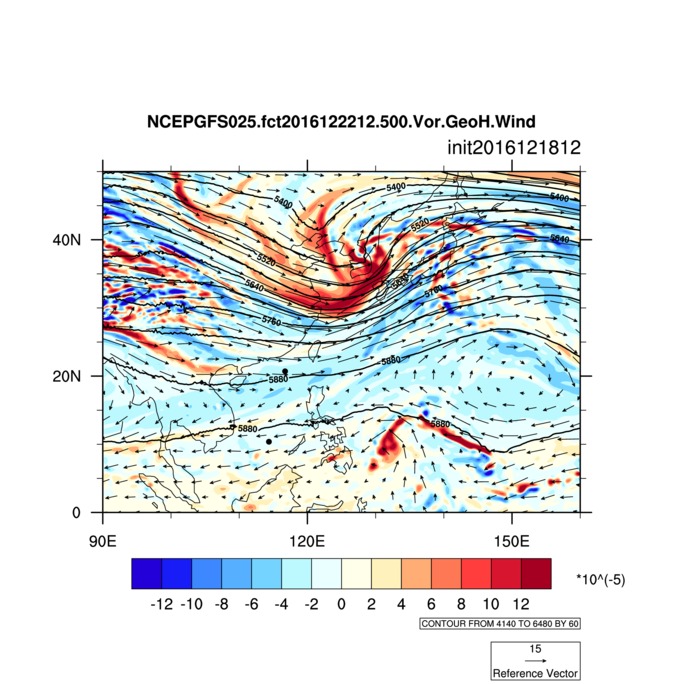 NCEPGFS025.fct2016122212.500.Vor.GeoH.Wind
init2016121812
5400
5400
5400
40N
5520
5520
5640
5640
5760
5760
5880
20N
5880
5880
5880
0
90E 120E 150E
-12 -10 -8 -6 -4 -2 0 2 4 6 8 10 12 *10^(-5)
CONTOUR FROM 4140 TO 6480 BY 60
15
Reference Vector